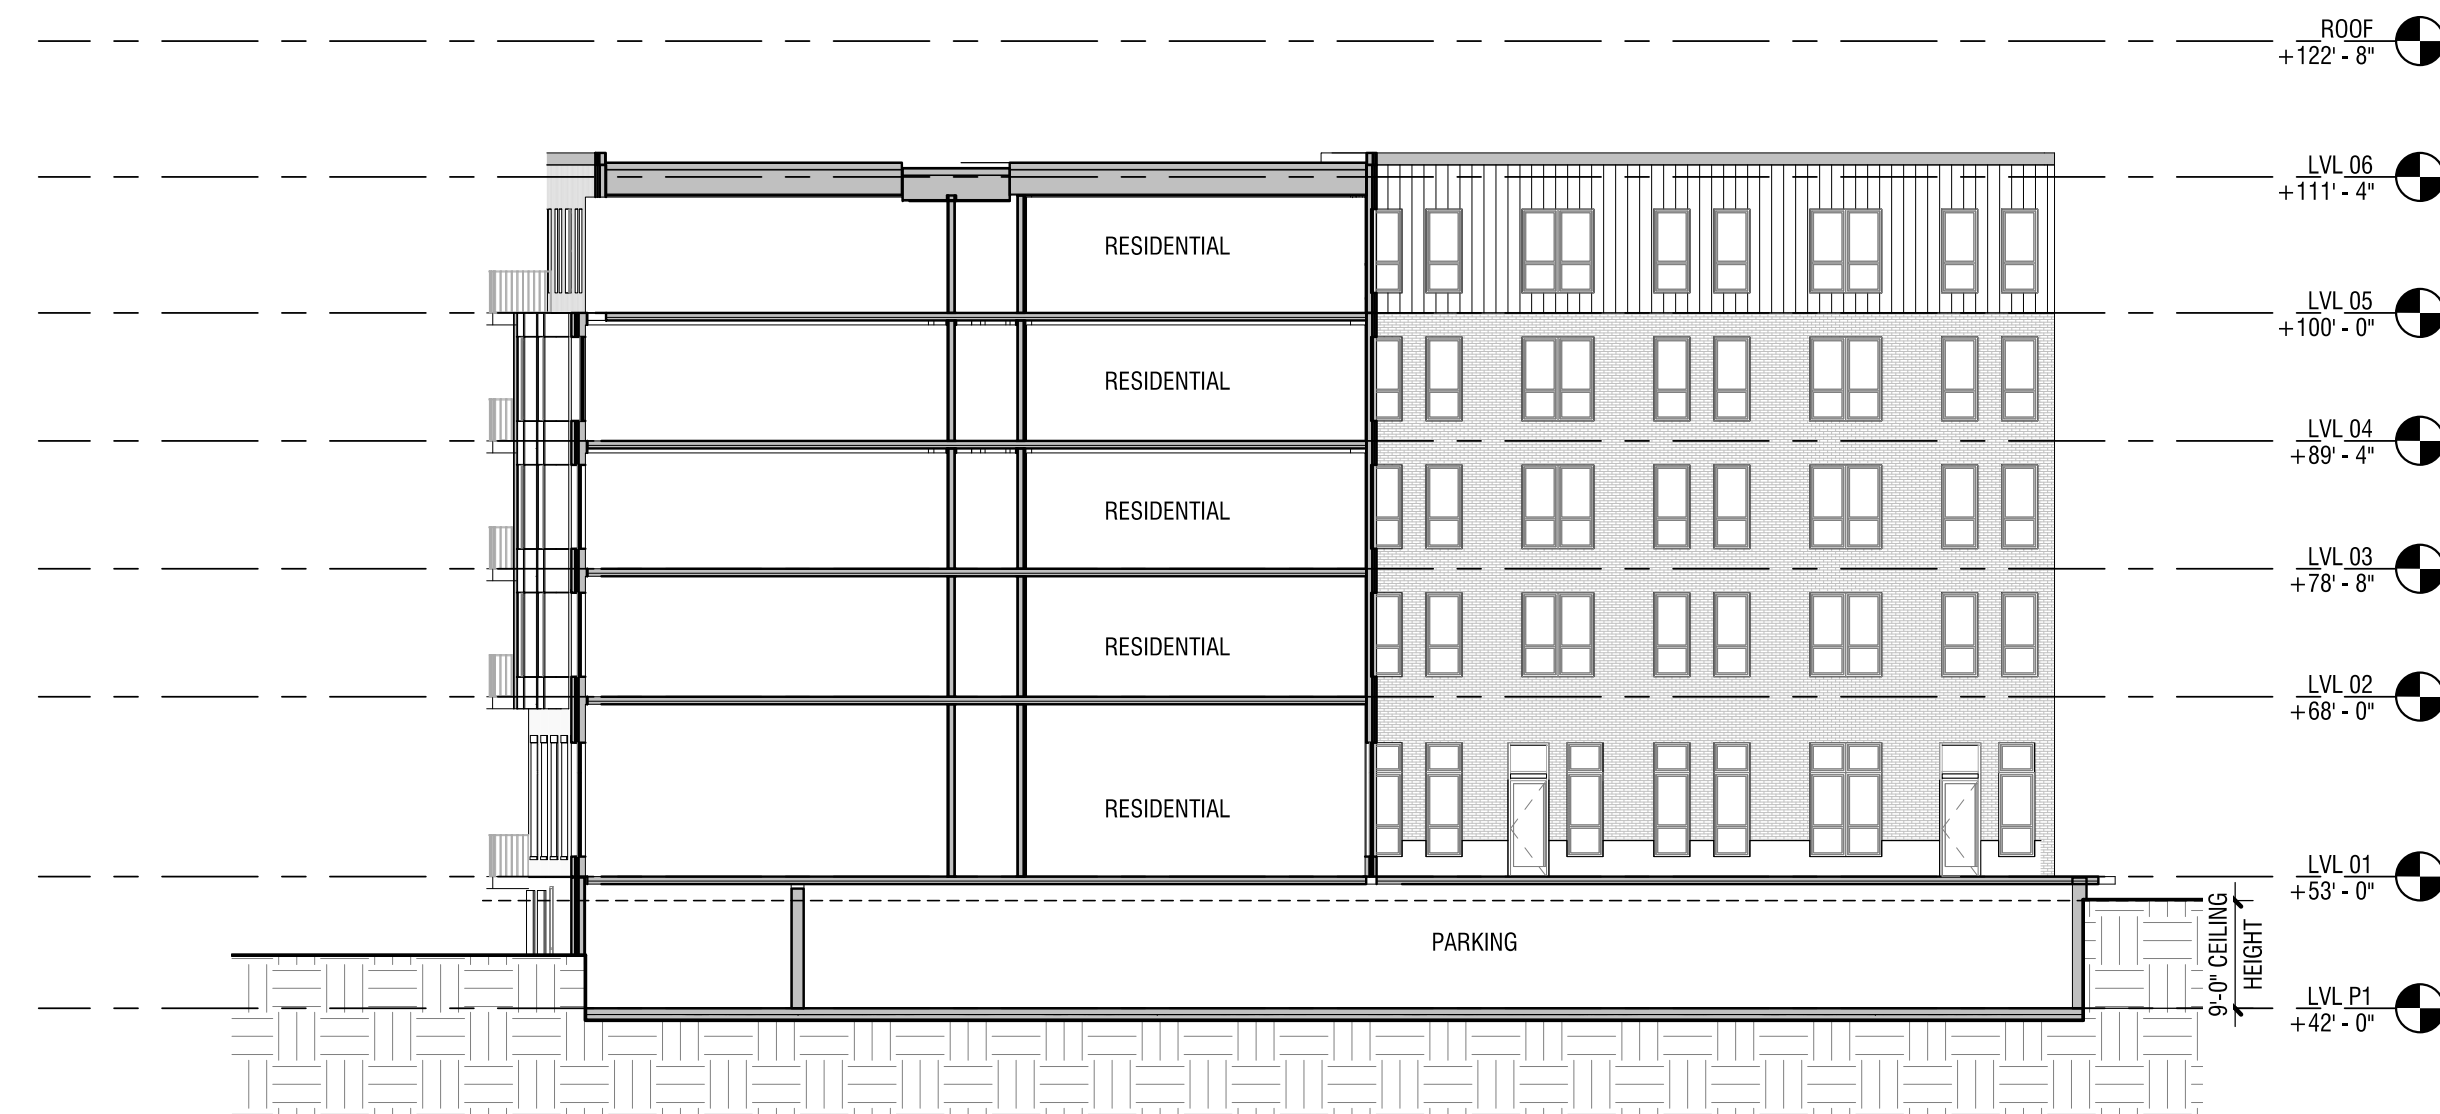 ROOF
+122' - 8"
LVL 06
+111' - 4"
RESIDENTIAL
LVL 05
+100' - 0"
RESIDENTIAL
LVL 04
+89' - 4"
RESIDENTIAL
LVL 03
+78' - 8"
RESIDENTIAL
LVL 02
+68' - 0"
RESIDENTIAL
LVL 01
+53' - 0"
PARKING
9'-0" CEILING
HEIGHT
LVL P1
+42' - 0"